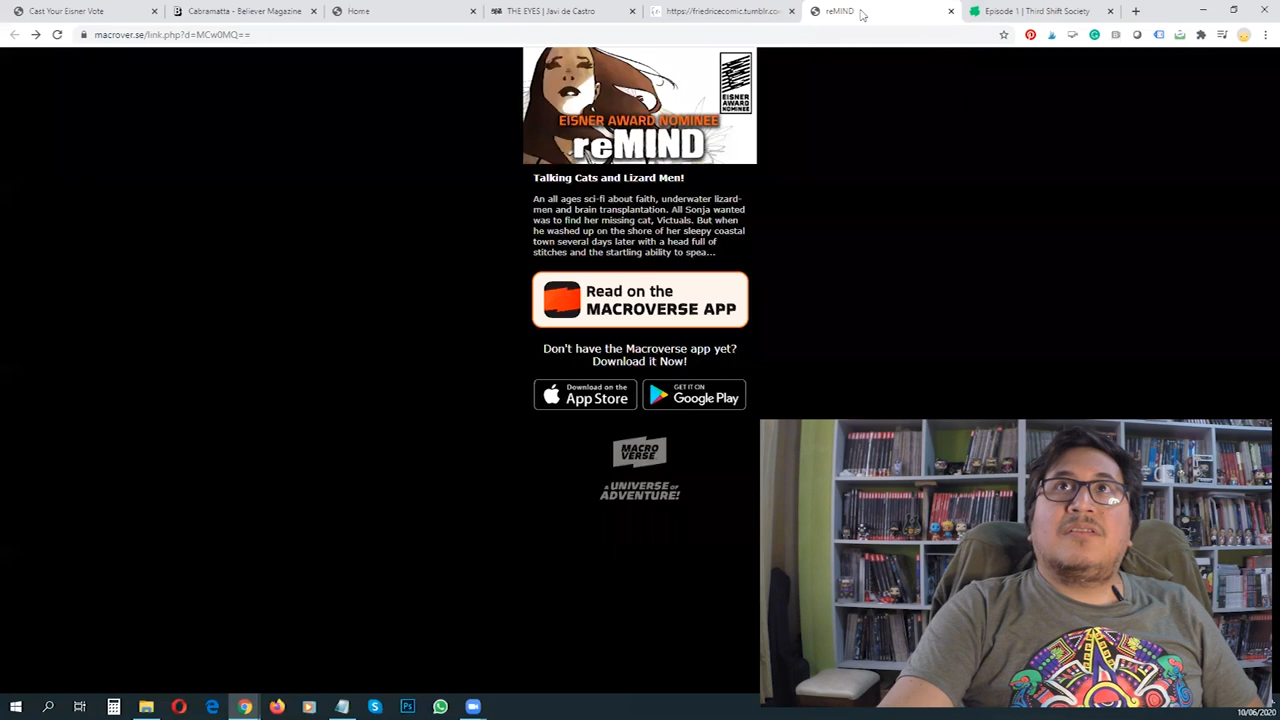 Cast Your Eisner Vote
Cabramatta - Believer Magazine
Home
THE EYES | Javi de Castro
https://friedricecomic.tumblr.co
reMIND
Episode 1 | Third Shift Society
macrover.se/link.php?d=MCw0MQ==
EISNER
AWARD
NOMINEE
EISNER AWARD NOMINEE
reMIND
Talking Cats and Lizard Men!
An all ages sci-fi about faith, underwater lizard-
men and brain transplantation. All Sonja wanted
was to find her missing cat, Victuals. But when
he washed up on the shore of her sleepy coastal
town several days later with a head full of
stitches and the startling ability to spea...
Read on the
MACROVERSE APP
Don't have the Macroverse app yet?
Download it Now!
Download on the
App Store
GET IT ON
Google Play
MACRO
VERSE
A UNIVERSE OF
ADVENTURE!
10/06/2020